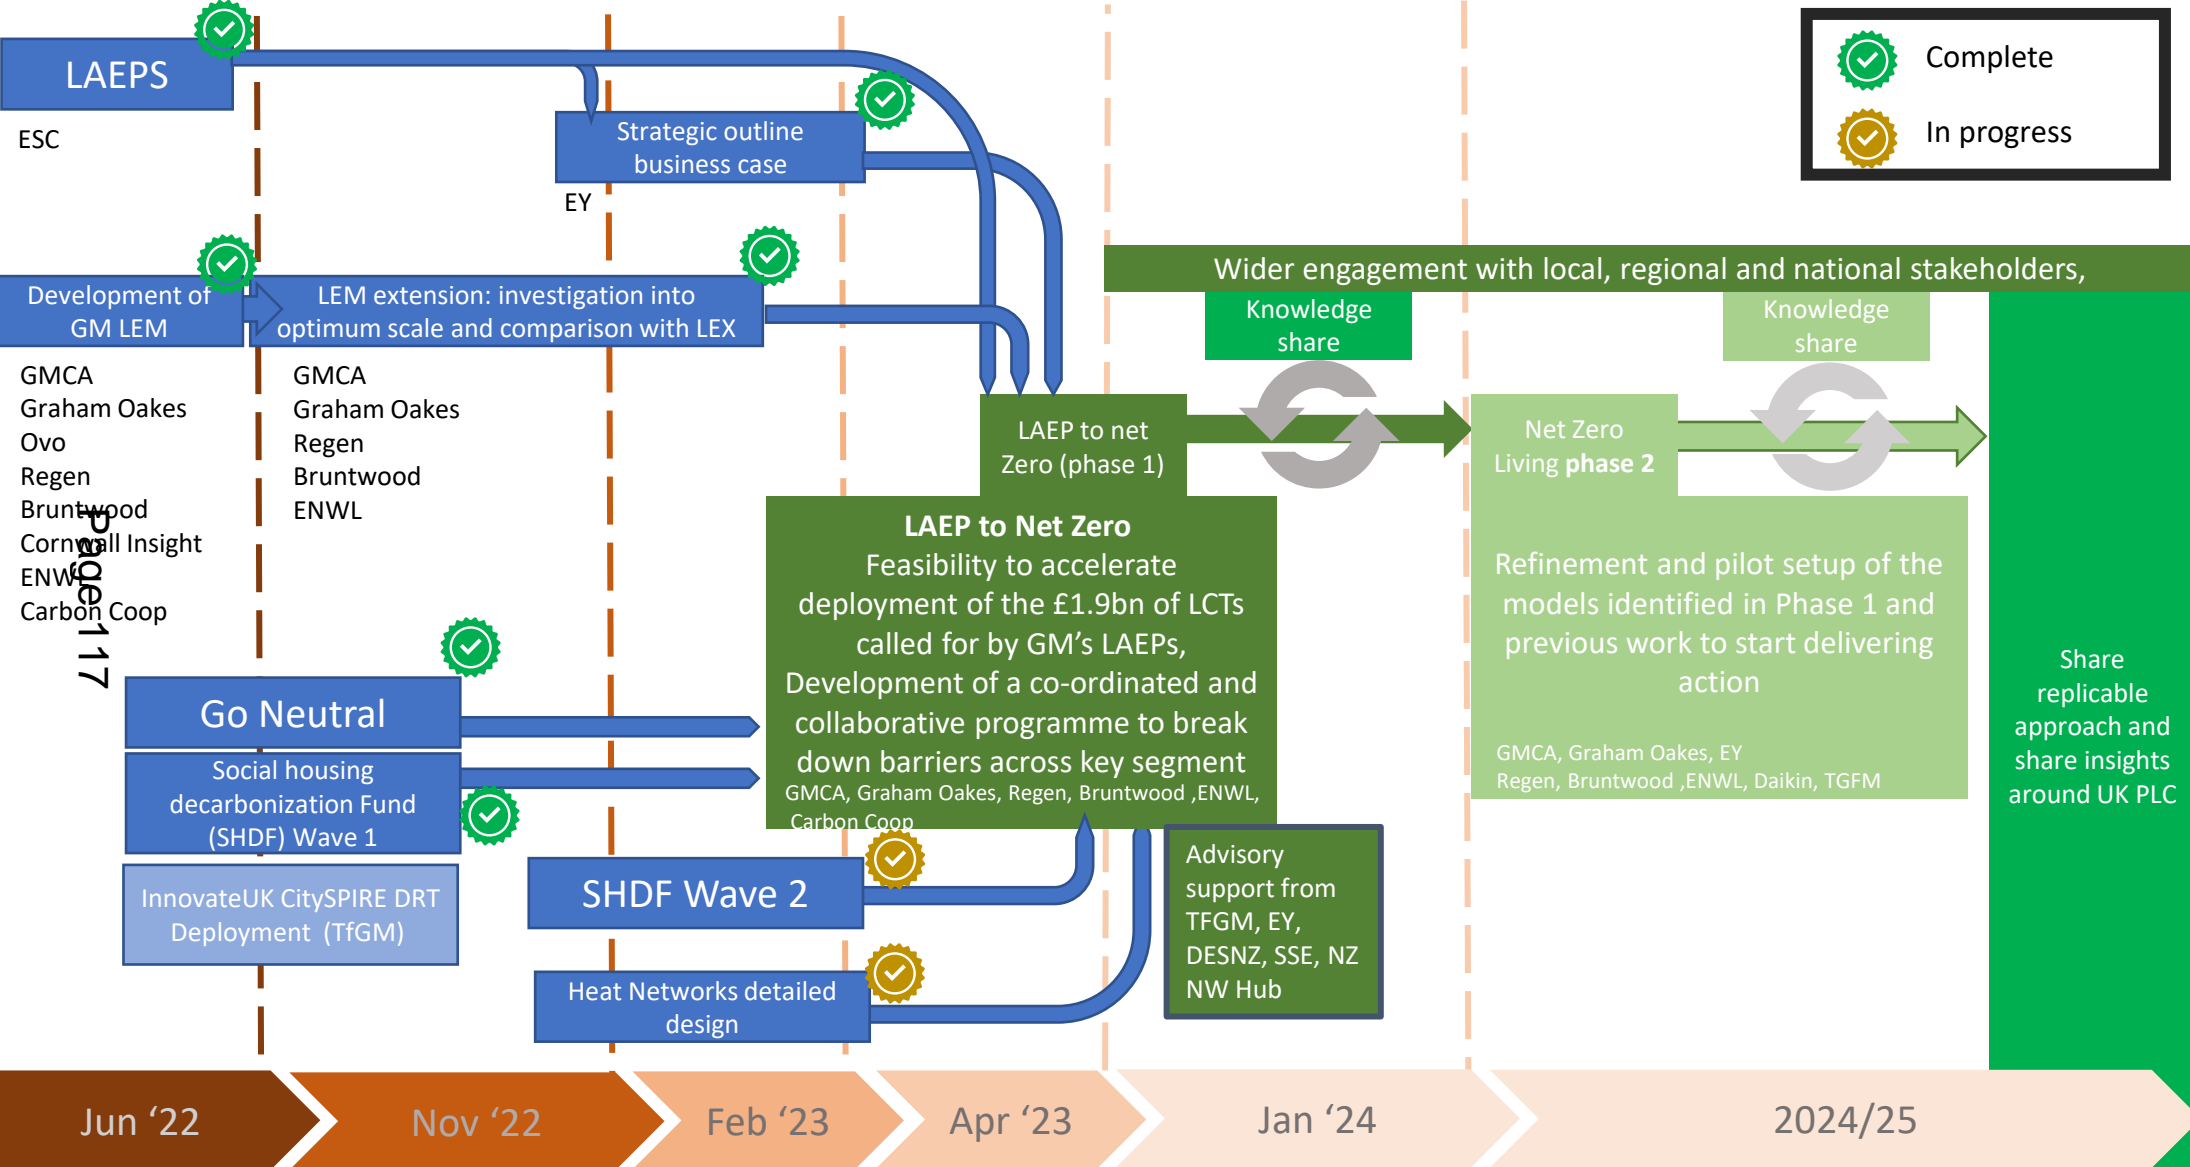 LAEPS
ESC
Complete
In progress
Strategic outline
business case
EY
Wider engagement with local, regional and national stakeholders,
Development of
GM LEM
LEM extension: investigation into
optimum scale and comparison with LEX
Knowledge
share
Knowledge
share
GMCA
Graham Oakes
Ovo
Regen
Bruntwood
Cornwall Insight
ENWL
Carbon Coop
GMCA
Graham Oakes
Regen
Bruntwood
ENWL
Page 117
LAEP to net
Zero (phase 1)
Net Zero
Living phase 2
LAEP to Net Zero
Feasibility to accelerate
deployment of the £1.9bn of LCTs
called for by GM’s LAEPs,
Development of a co-ordinated and
collaborative programme to break
down barriers across key segment
GMCA, Graham Oakes, Regen, Bruntwood ,ENWL,
Carbon Coop
Refinement and pilot setup of the
models identified in Phase 1 and
previous work to start delivering
action
GMCA, Graham Oakes, EY
Regen, Bruntwood ,ENWL, Daikin, TGFM
Share
replicable
approach and
share insights
around UK PLC
Go Neutral
Social housing
decarbonization Fund
(SHDF) Wave 1
InnovateUK CitySPIRE DRT
Deployment (TfGM)
SHDF Wave 2
Heat Networks detailed
design
Advisory
support from
TFGM, EY,
DESNZ, SSE, NZ
NW Hub
Jun ‘22
Nov ‘22
Feb ‘23
Apr ‘23
Jan ‘24
2024/25